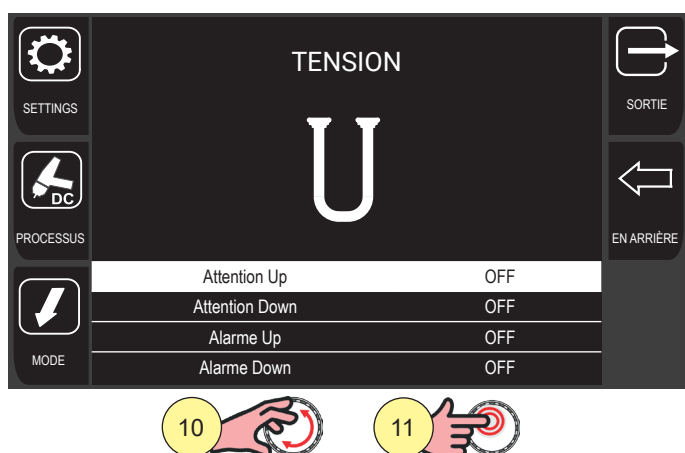 TENSION
U
SETTINGS
DC
PROCESSUS
MODE
SORTIE
EN ARRIÈRE
Attention Up OFF
Attention Down OFF
Alarme Up OFF
Alarme Down OFF
10
11